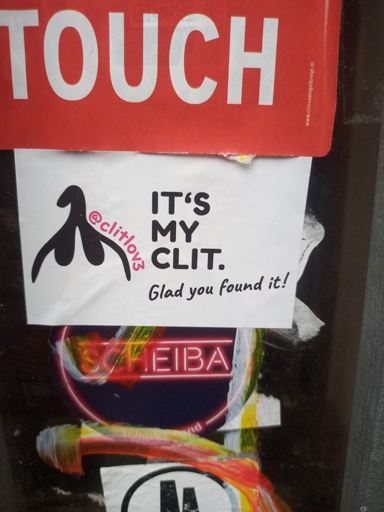 TOUCH
@clitlov3
IT'S
MY
CLIT.
Glad you found it!
SCHEIBA